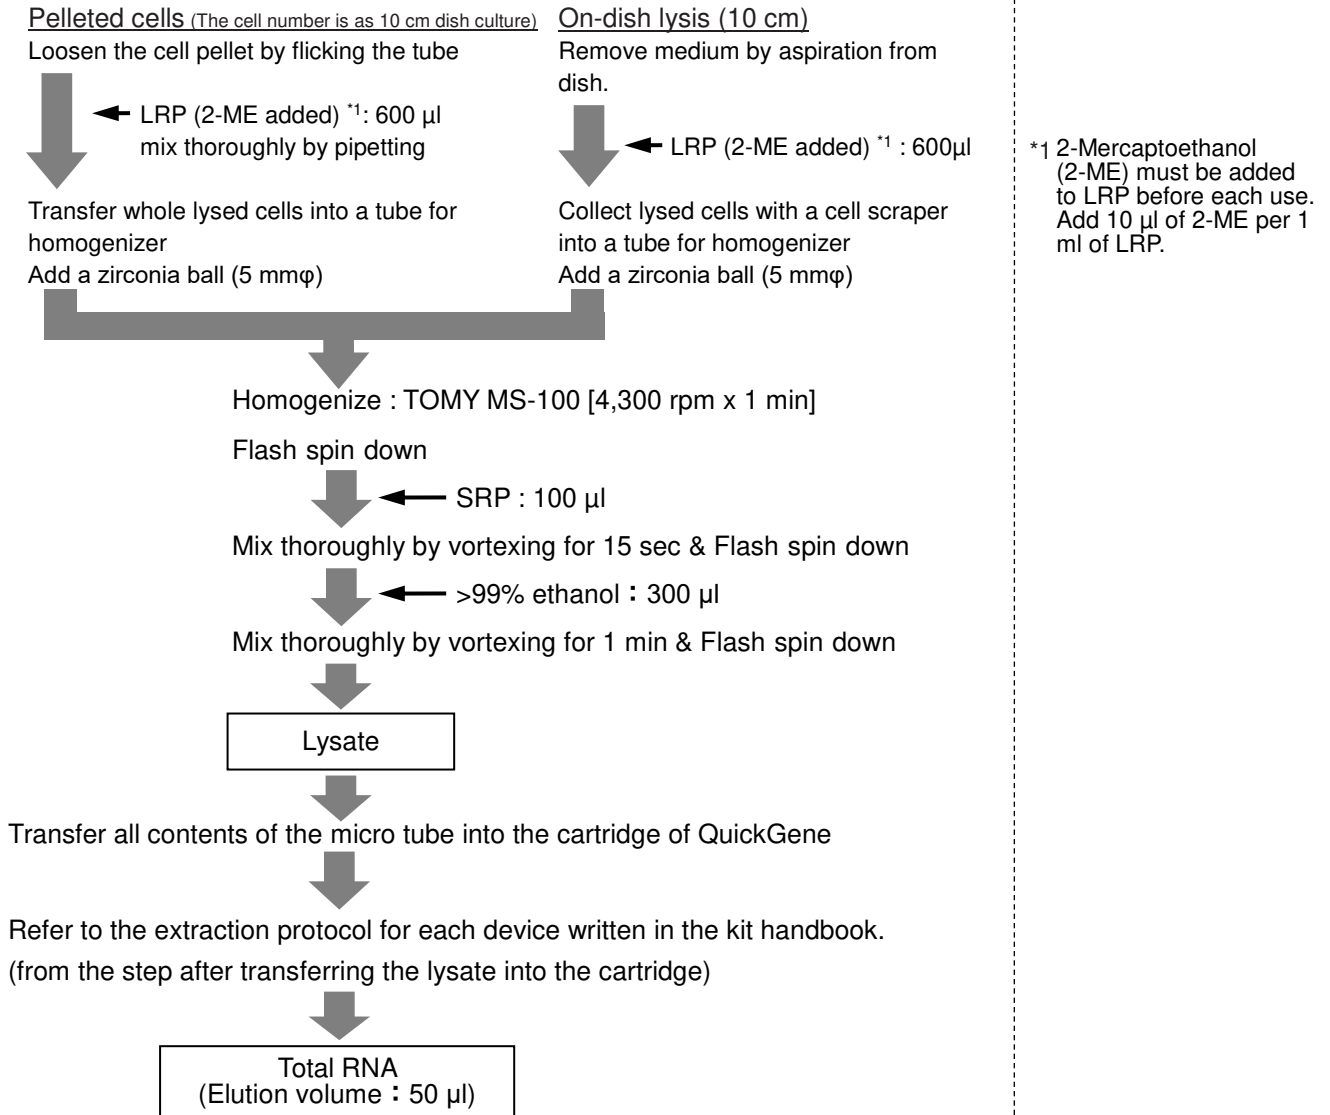 Pelleted cells (The cell number is as 10 cm dish culture)
Loosen the cell pellet by flicking the tube
LRP (2-ME added) *1: 600 µl
mix thoroughly by pipetting
Transfer whole lysed cells into a tube for
homogenizer
Add a zirconia ball (5 mmφ)
On-dish lysis (10 cm)
Remove medium by aspiration from
dish.
LRP (2-ME added) *1 : 600µl
Collect lysed cells with a cell scraper
into a tube for homogenizer
Add a zirconia ball (5 mmφ)
*1 2-Mercaptoethanol
(2-ME) must be added
to LRP before each use.
Add 10 µl of 2-ME per 1
ml of LRP.
Homogenize : TOMY MS-100 [4,300 rpm x 1 min]
Flash spin down
SRP : 100 µl
Mix thoroughly by vortexing for 15 sec & Flash spin down
>99% ethanol：300 µl
Mix thoroughly by vortexing for 1 min & Flash spin down
Lysate
Transfer all contents of the micro tube into the cartridge of QuickGene
Refer to the extraction protocol for each device written in the kit handbook.
(from the step after transferring the lysate into the cartridge)
Total RNA
(Elution volume：50 µl)